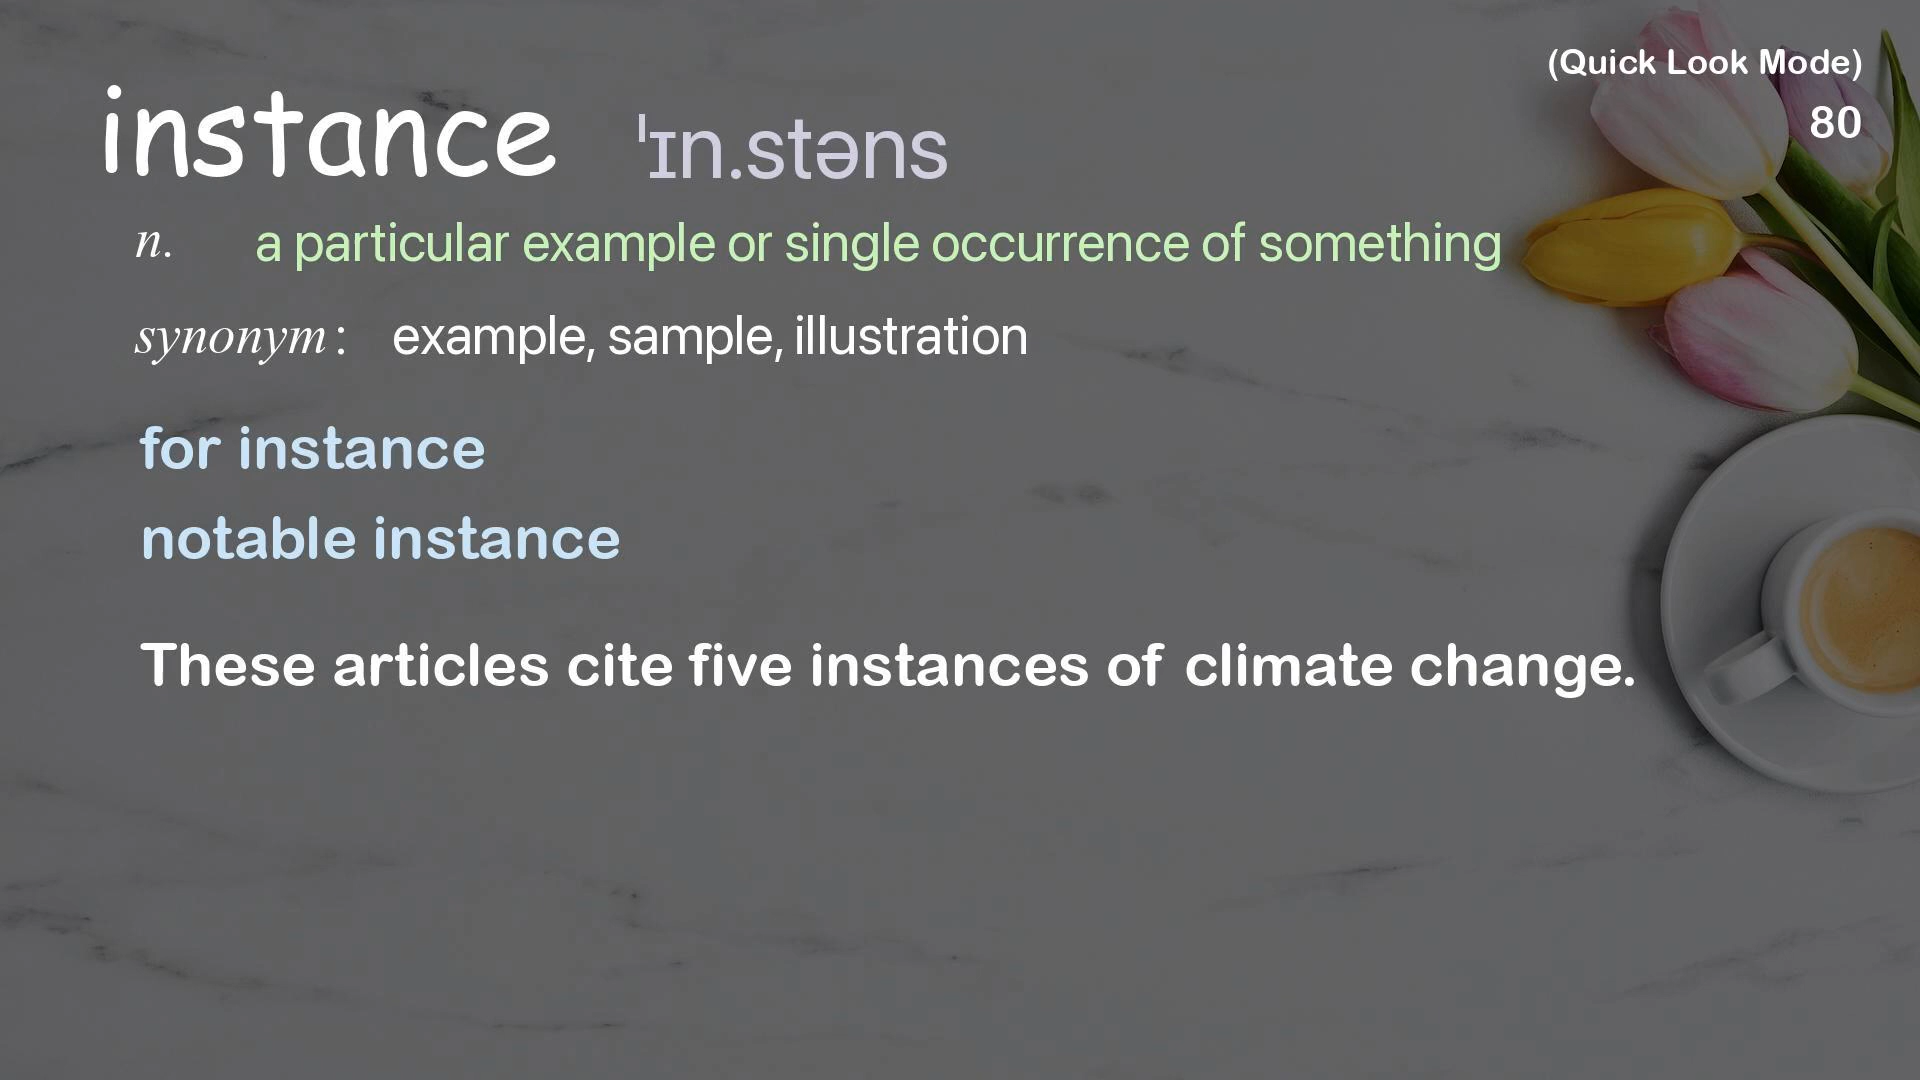 (Quick Look Mode)
80
instance ˈɪn.stəns
n. a particular example or single occurrence of something
synonym: example, sample, illustration
for instance
notable instance
These articles cite five instances of climate change.